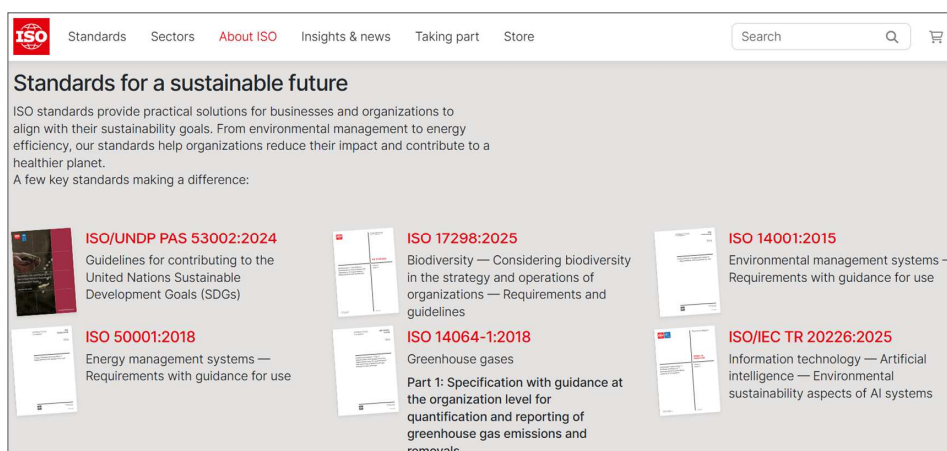 ISO
Standards
Sectors
About ISO
Insights & news
Taking part
Store
Search
Standards for a sustainable future
ISO standards provide practical solutions for businesses and organizations to
align with their sustainability goals. From environmental management to energy
efficiency, our standards help organizations reduce their impact and contribute to a
healthier planet.
A few key standards making a difference:
ISO/UNDP PAS 53002:2024
Guidelines for contributing to the
United Nations Sustainable
Development Goals (SDGs)
ISO 17298:2025
Biodiversity — Considering biodiversity
in the strategy and operations of
organizations — Requirements and
guidelines
ISO 14001:2015
Environmental management systems —
Requirements with guidance for use
ISO 50001:2018
Energy management systems —
Requirements with guidance for use
ISO 14064-1:2018
Greenhouse gases
Part 1: Specification with guidance at
the organization level for
quantification and reporting of
greenhouse gas emissions and
removals
ISO/IEC TR 20226:2025
Information technology — Artificial
intelligence — Environmental
sustainability aspects of AI systems